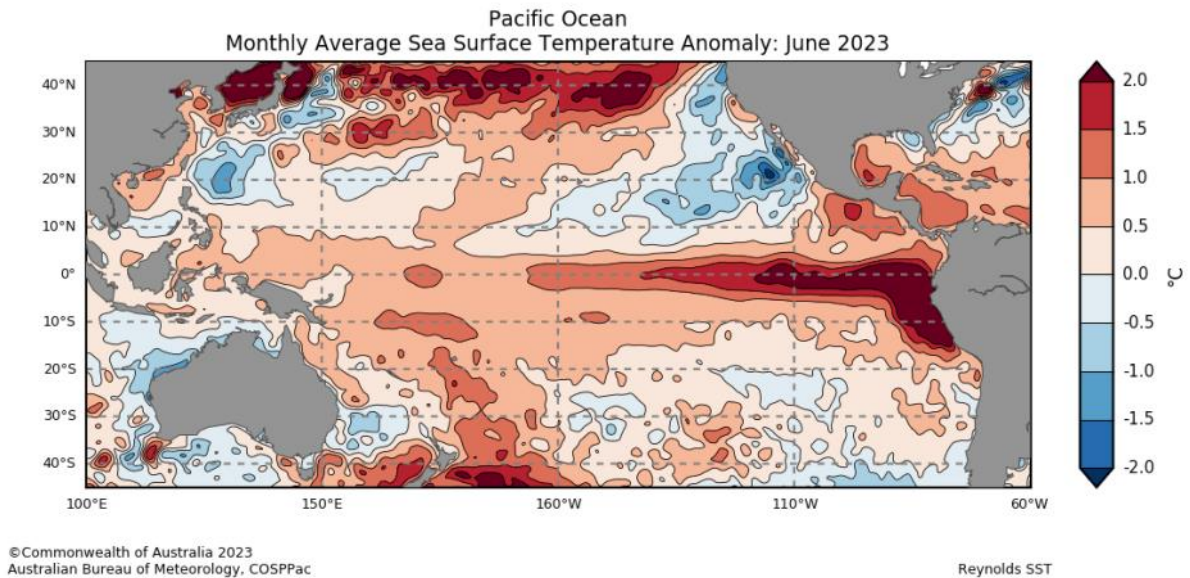 Pacific Ocean
Monthly Average Sea Surface Temperature Anomaly: June 2023
40°N
30°N
20°N
10°N
0°
10°S
20°S
30°S
40°S
100°E
150°E
160°W
110°W
60°W
2.0
1.5
1.0
0.5
0.0
-0.5
-1.0
-1.5
-2.0
°C
©Commonwealth of Australia 2023
Australian Bureau of Meteorology, COSPPac
Reynolds SST